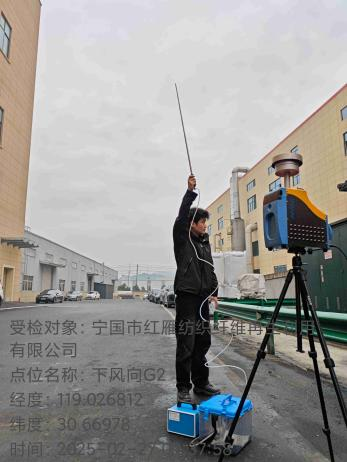 受检对象：宁国市红雁纺织纤维再
有限公司
点位名称：下风向G2
经度：119.026812
纬度：30.66978
时间：2025-02-27